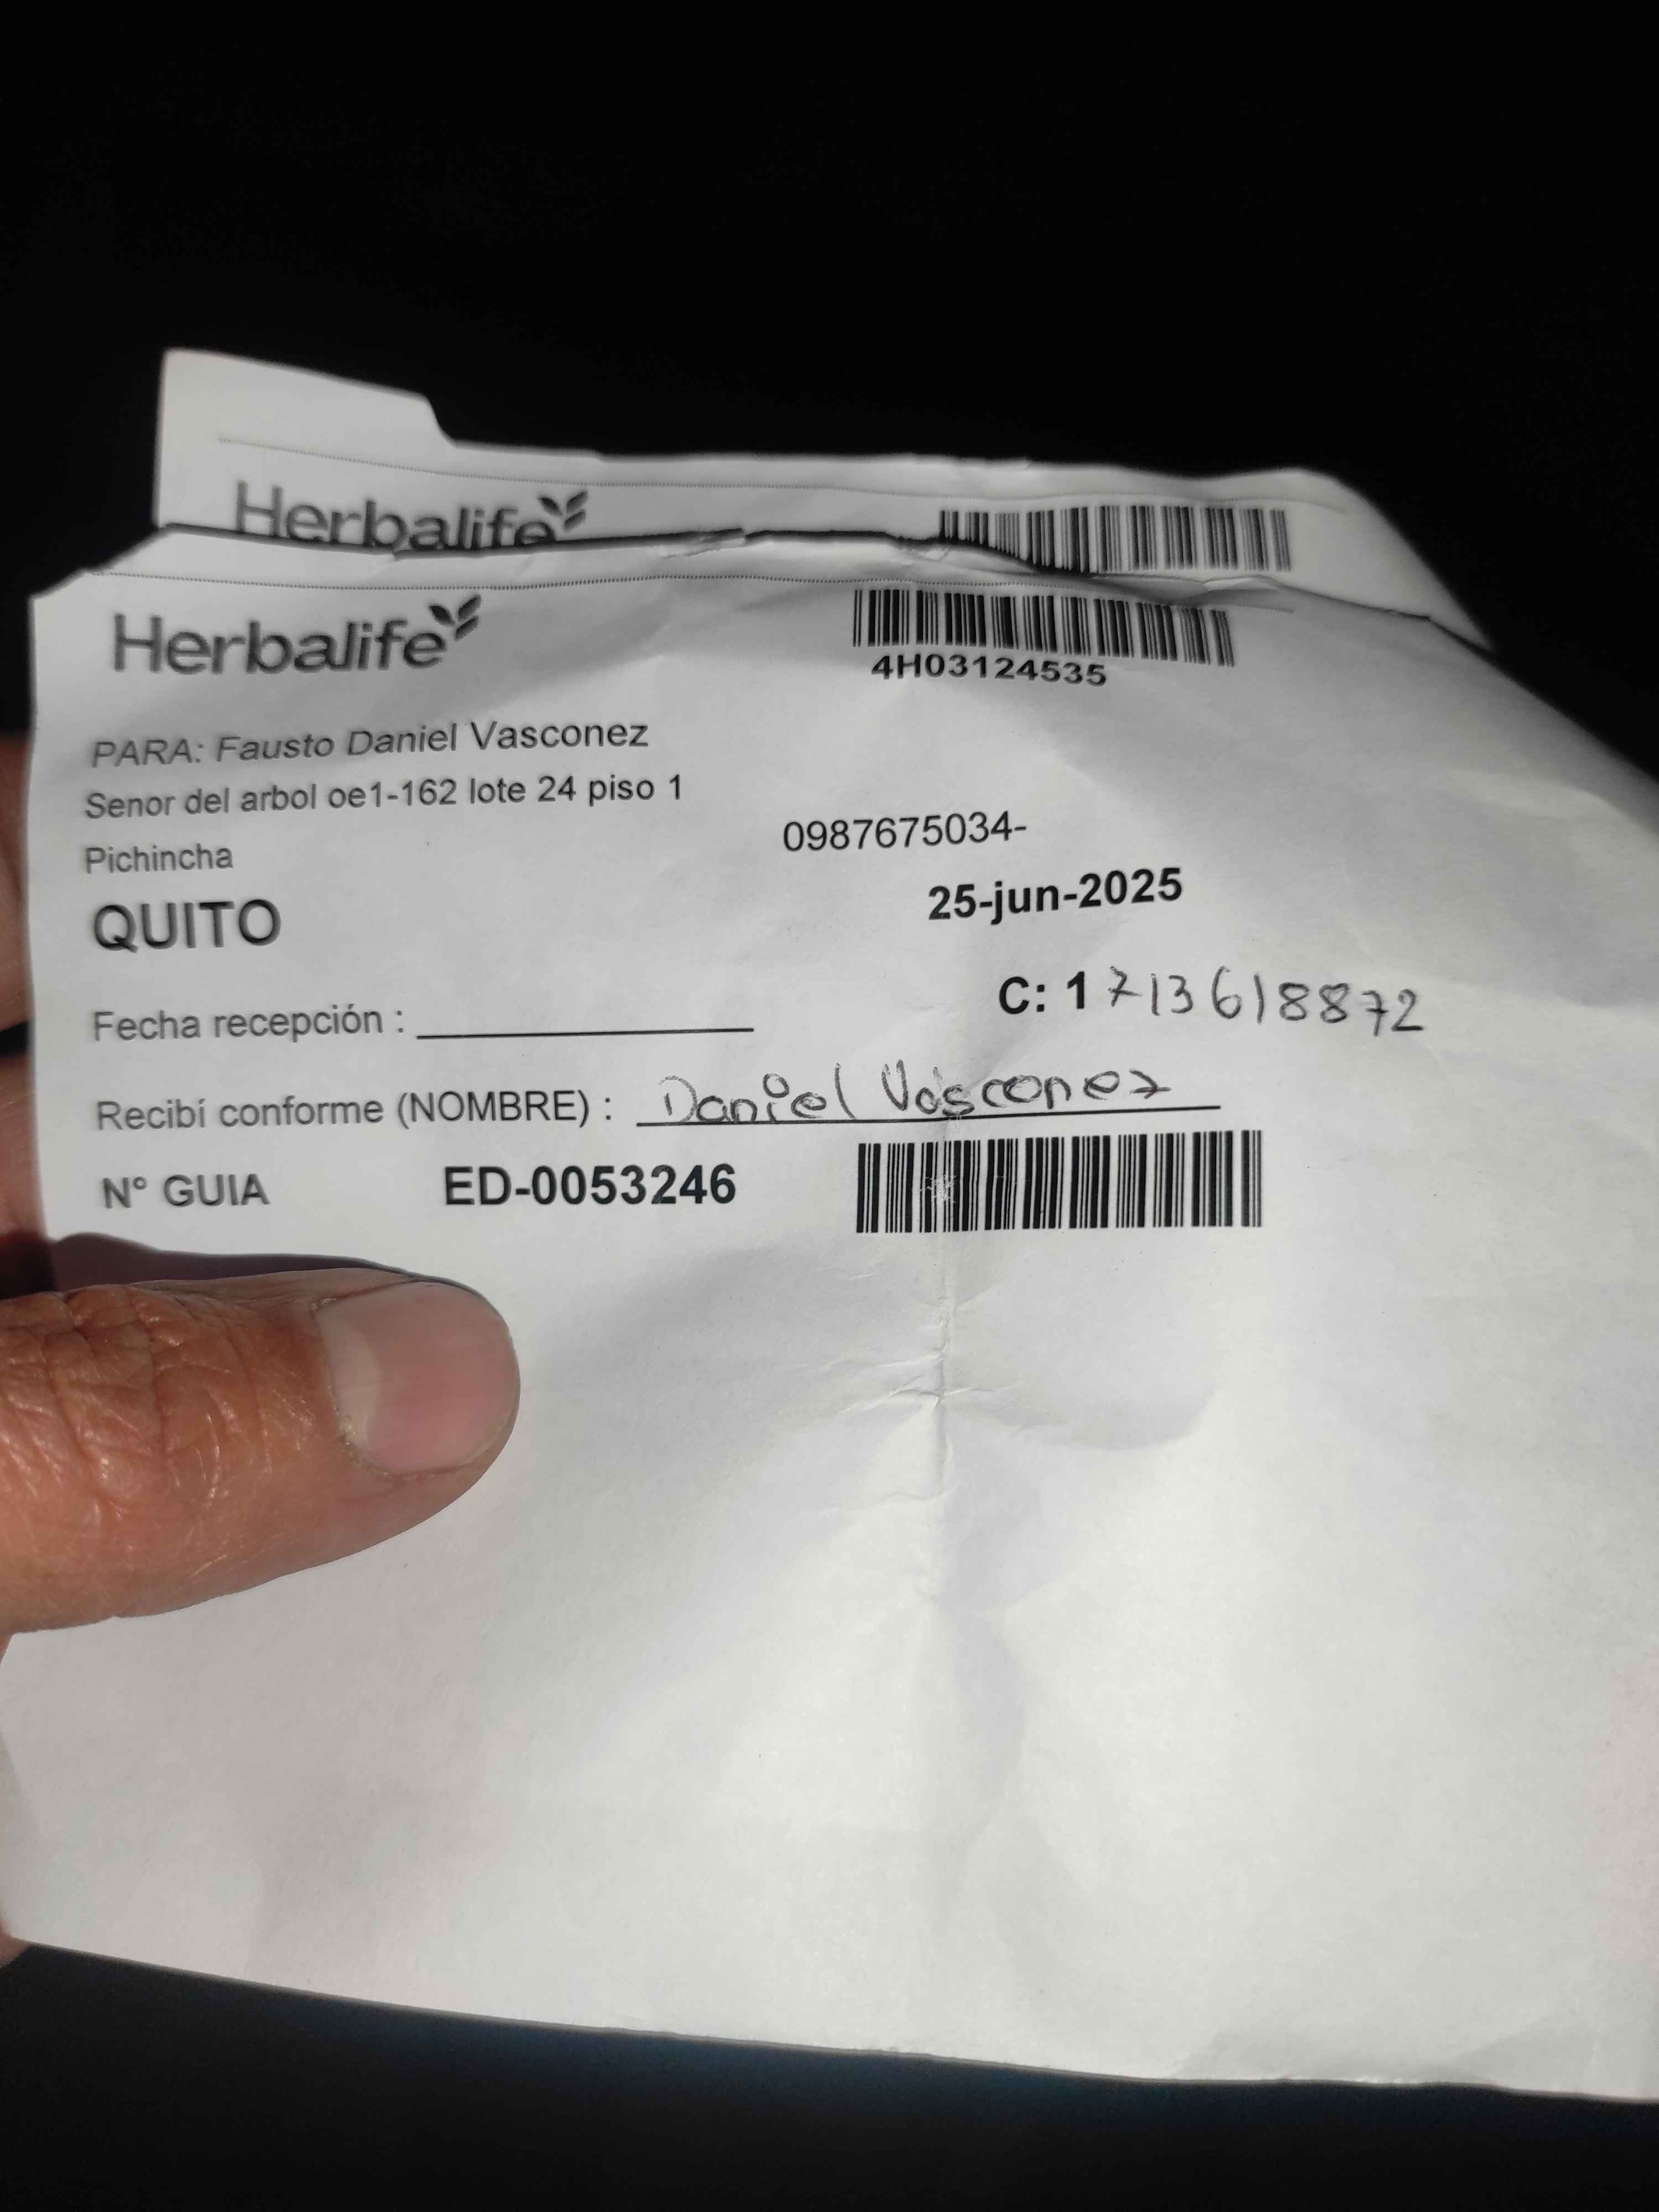 Herbalife
Herbalife
4H03124535
PARA: Fausto Daniel Vasconez
Senor del arbol oe1-162 lote 24 piso 1
Pichincha
0987675034-
QUITO
25-jun-2025
C: 1713618872
Fecha recepción :
Recibí conforme (NOMBRE) : Daniel Vasconez
N° GUIA ED-0053246